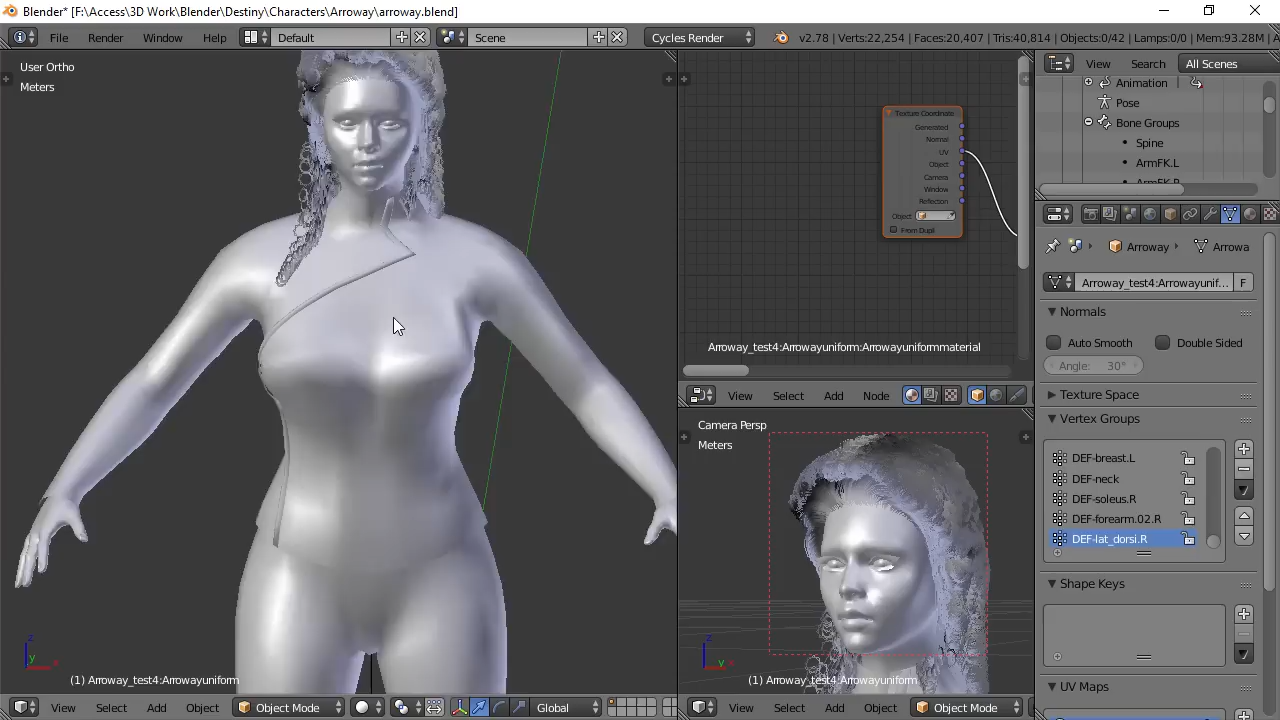 Blender* [F:\Access\3D Work\Blender\Destiny\Characters\Arroway\arroway.blend]
File Render Window Help Default Scene Cycles Render v2.78 | Verts:22,254 | Faces:20,407 | Tris:40,814 | Objects:0/42 | Lamps:0/0 | Mem:93.28M | A
User Ortho
Meters
(1) Arroway_test4:Arrowayuniform
View Select Add Object Object Mode Global
Texture Coordinate
Generated
Normal
UV
Object
Camera
Window
Reflection
Object:
From Dupli
Arroway_test4:Arrowayuniform:Arrowayuniformmaterial
View Select Add Node
Camera Persp
Meters
(1) Arroway_test4:Arrowayuniform
View Select Add Object Object Mode
View Search All Scenes
Animation
Pose
Bone Groups
Spine
ArmFK.L
ArmFK.R
Arroway Arrowa
Arroway_test4:Arrowayunif... F
Normals
Auto Smooth Double Sided
Angle: 30°
Texture Space
Vertex Groups
DEF-breast.L
DEF-neck
DEF-soleus.R
DEF-forearm.02.R
DEF-lat_dorsi.R
Shape Keys
UV Maps